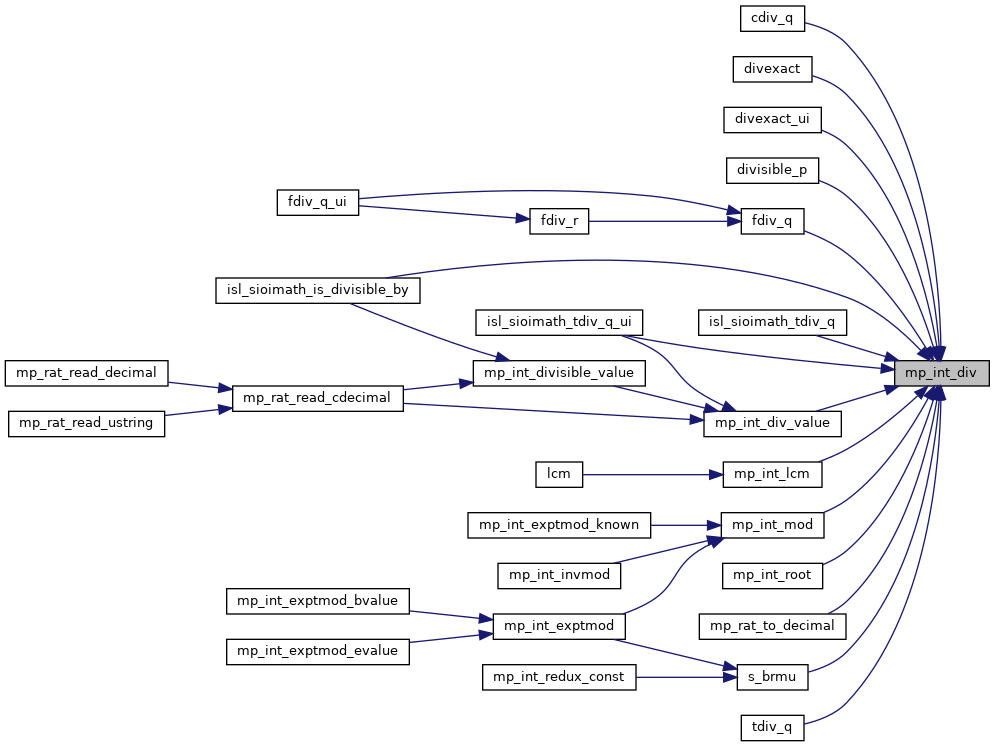 cdiv_q
divexact
divexact_ui
divisible_p
fdiv_q_ui
fdiv_r
fdiv_q
isl_sioimath_is_divisible_by
isl_sioimath_tdiv_q_ui
isl_sioimath_tdiv_q
mp_int_div
mp_rat_read_decimal
mp_int_divisible_value
mp_rat_read_cdecimal
mp_rat_read_ustring
mp_int_div_value
lcm
mp_int_lcm
mp_int_exptmod_known
mp_int_mod
mp_int_invmod
mp_int_root
mp_int_exptmod_bvalue
mp_int_exptmod
mp_rat_to_decimal
mp_int_exptmod_evalue
mp_int_redux_const
s_brmu
tdiv_q